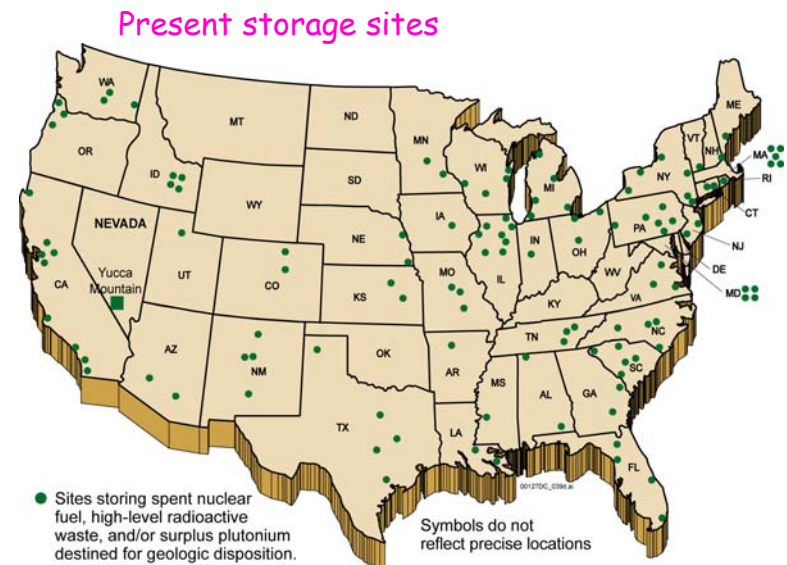 Present storage sites
WA
MT
ND
MN
ME
VT
NH
MA
RI
CT
NY
WI
MI
OR
ID
SD
WY
NEVADA
IA
NE
PA
NJ
DE
MD
OH
IN
IL
WV
VA
UT
CO
KS
MO
KY
CA
Yucca
Mountain
TN
NC
SC
AZ
NM
OK
AR
MS
AL
GA
TX
LA
FL
00127DC_039d.ai
Sites storing spent nuclear
fuel, high-level radioactive
waste, and/or surplus plutonium
destined for geologic disposition.
Symbols do not
reflect precise locations